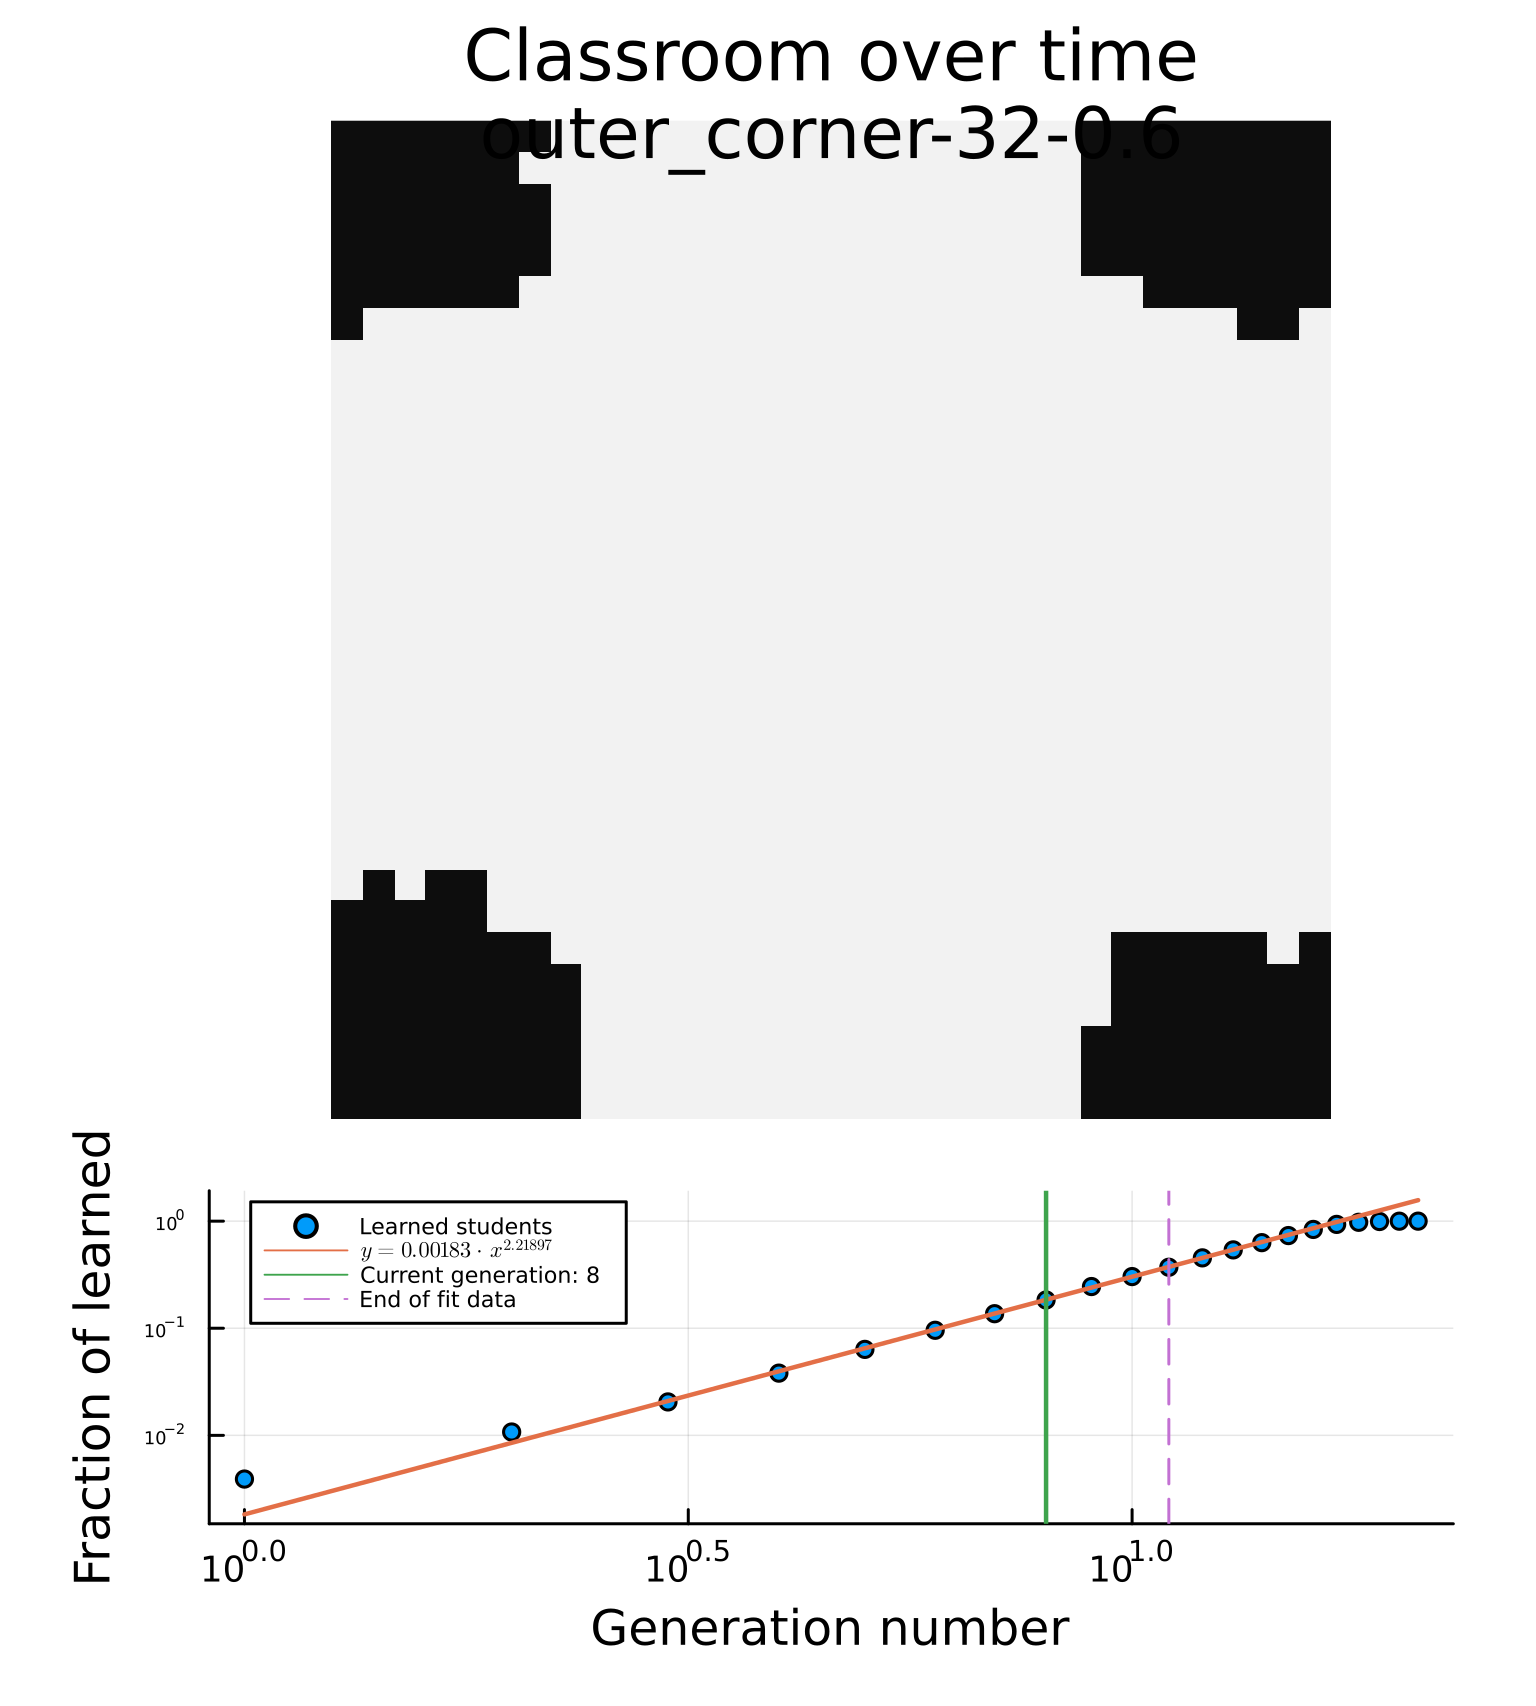 Classroom over time
outer_corner-32-0.6
Fraction of learned
10⁰
10⁻¹
10⁻²
Learned students
y = 0.00183 · x^2.21897
Current generation: 8
End of fit data
10^0.0 10^0.5 10^1.0
Generation number